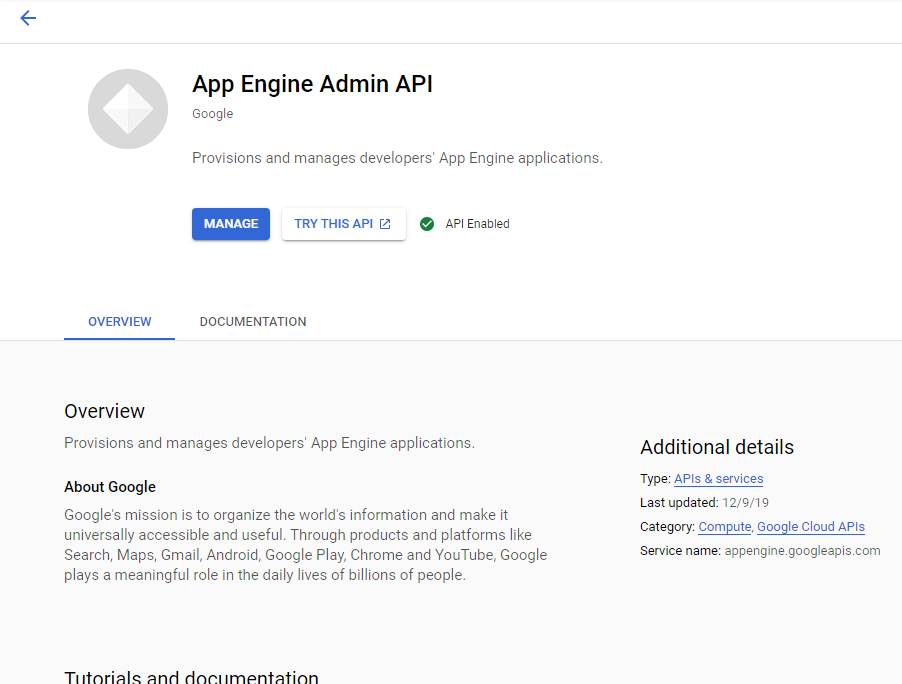 App Engine Admin API
Google
Provisions and manages developers' App Engine applications.
MANAGE
TRY THIS API
API Enabled
OVERVIEW
DOCUMENTATION
Overview
Provisions and manages developers' App Engine applications.
About Google
Google's mission is to organize the world's information and make it
universally accessible and useful. Through products and platforms like
Search, Maps, Gmail, Android, Google Play, Chrome and YouTube, Google
plays a meaningful role in the daily lives of billions of people.
Additional details
Type: APIs & services
Last updated: 12/9/19
Category: Compute, Google Cloud APIs
Service name: appengine.googleapis.com
Tutorials and documentation